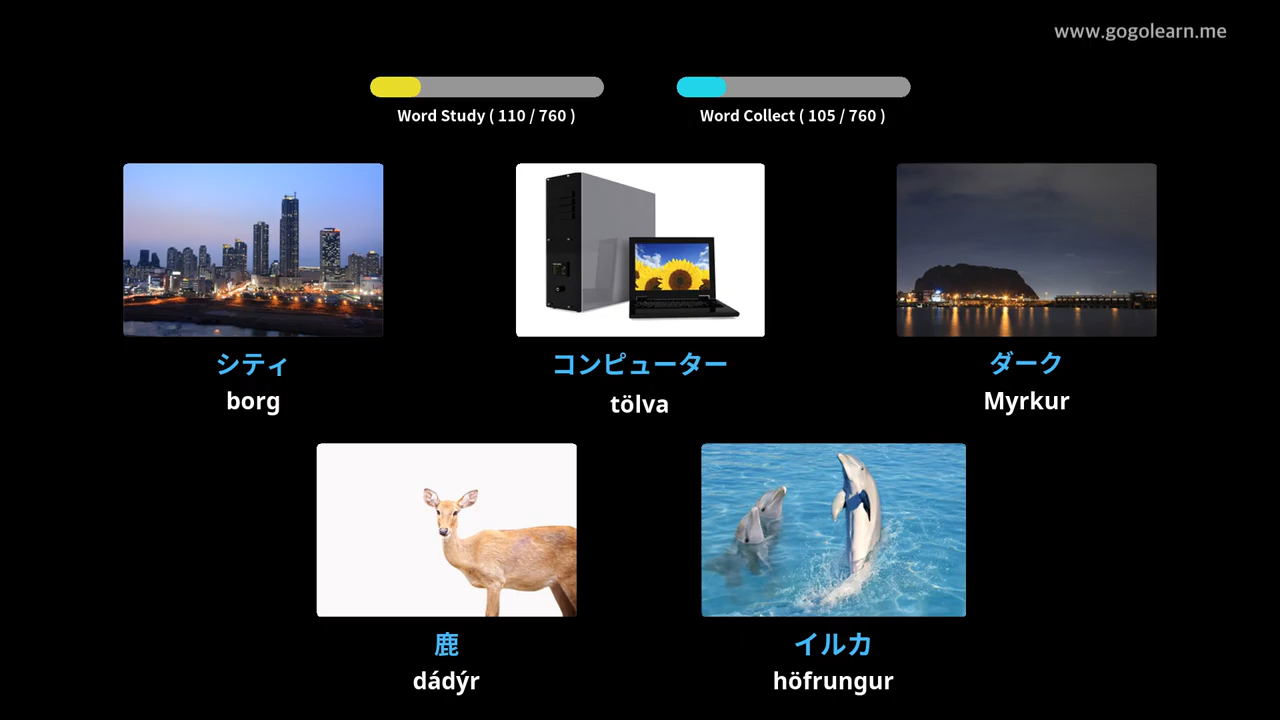 www.gogolearn.me
Word Study ( 110 / 760 )
Word Collect ( 105 / 760 )
シティ
borg
コンピューター
tölva
ダーク
Myrkur
鹿
dádýr
イルカ
höfrungur